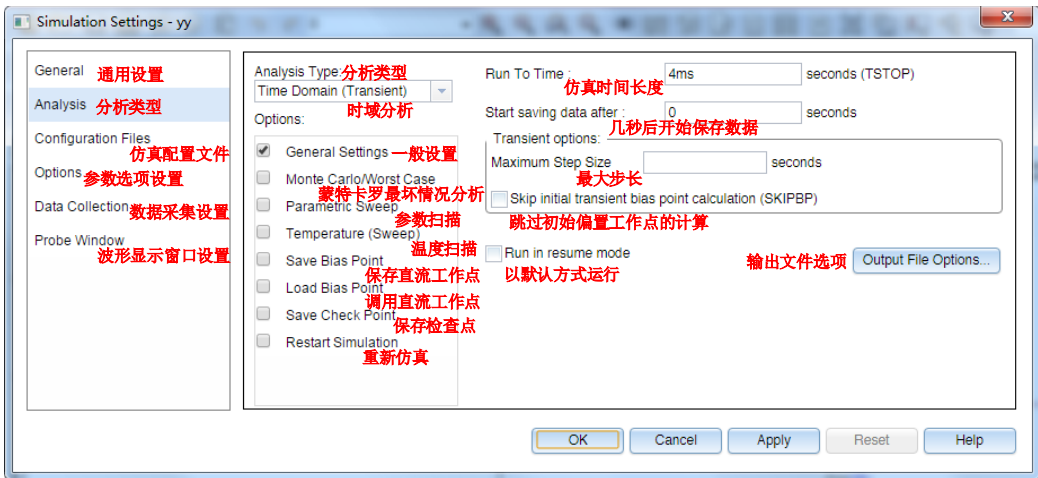 Simulation Settings - yy
General 通用设置
Analysis 分析类型
Configuration Files
仿真配置文件
Options 参数选项设置
Data Collection 数据采集设置
Probe Window
波形显示窗口设置
Analysis Type: 分析类型
Time Domain (Transient)
时域分析
Options:
General Settings 一般设置
Monte Carlo/Worst Case
蒙特卡罗最坏情况分析
Parametric Sweep
参数扫描
Temperature (Sweep)
温度扫描
Save Bias Point
保存直流工作点
Load Bias Point
调用直流工作点
Save Check Point
保存检查点
Restart Simulation
重新仿真
Run To Time : 4ms seconds (TSTOP)
仿真时间长度
Start saving data after : 0 seconds
几秒后开始保存数据
Transient options:
Maximum Step Size seconds
最大步长
Skip initial transient bias point calculation (SKIPBP)
跳过初始偏置工作点的计算
Run in resume mode
以默认方式运行
输出文件选项 Output File Options...
OK Cancel Apply Reset Help